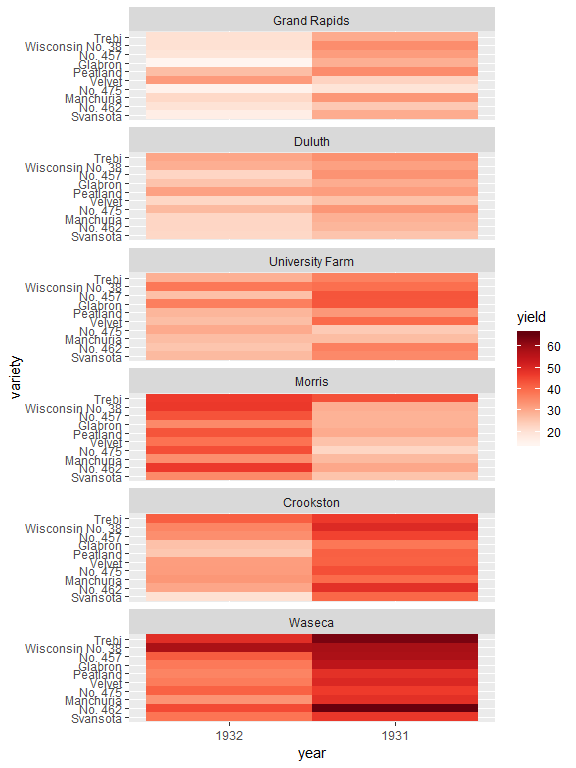 Grand Rapids
Trebi
Wisconsin No. 38
No. 457
Glabron
Peatland
Velvet
No. 475
Manchuria
No. 462
Svansota
Duluth
Trebi
Wisconsin No. 38
No. 457
Glabron
Peatland
Velvet
No. 475
Manchuria
No. 462
Svansota
University Farm
Trebi
Wisconsin No. 38
No. 457
Glabron
Peatland
Velvet
No. 475
Manchuria
No. 462
Svansota
Morris
Trebi
Wisconsin No. 38
No. 457
Glabron
Peatland
Velvet
No. 475
Manchuria
No. 462
Svansota
Crookston
Trebi
Wisconsin No. 38
No. 457
Glabron
Peatland
Velvet
No. 475
Manchuria
No. 462
Svansota
Waseca
Trebi
Wisconsin No. 38
No. 457
Glabron
Peatland
Velvet
No. 475
Manchuria
No. 462
Svansota
1932 1931
year
variety
yield
60
50
40
30
20